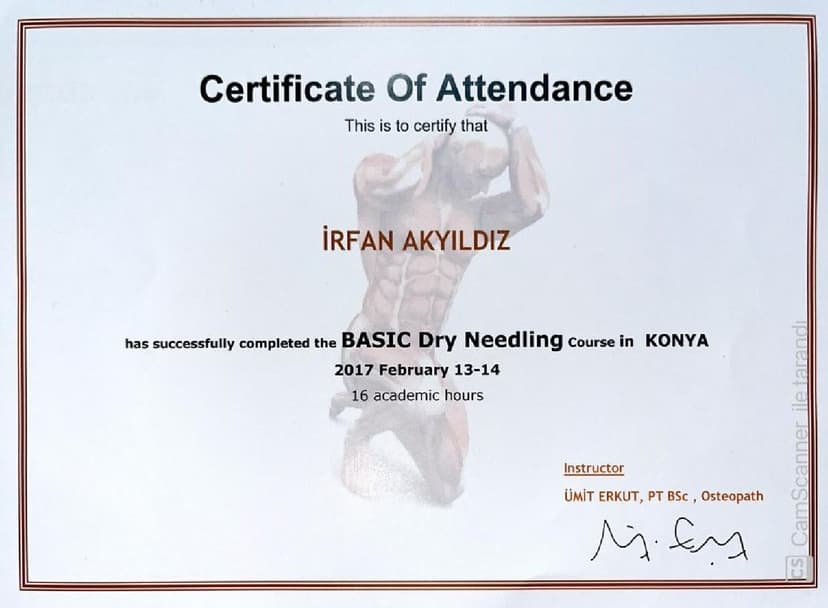 Certificate Of Attendance
This is to certify that
İRFAN AKYILDIZ
has successfully completed the BASIC Dry Needling Course in KONYA
2017 February 13-14
16 academic hours
Instructor
ÜMİT ERKUT, PT BSc , Osteopath
CS CamScanner ile tarandı